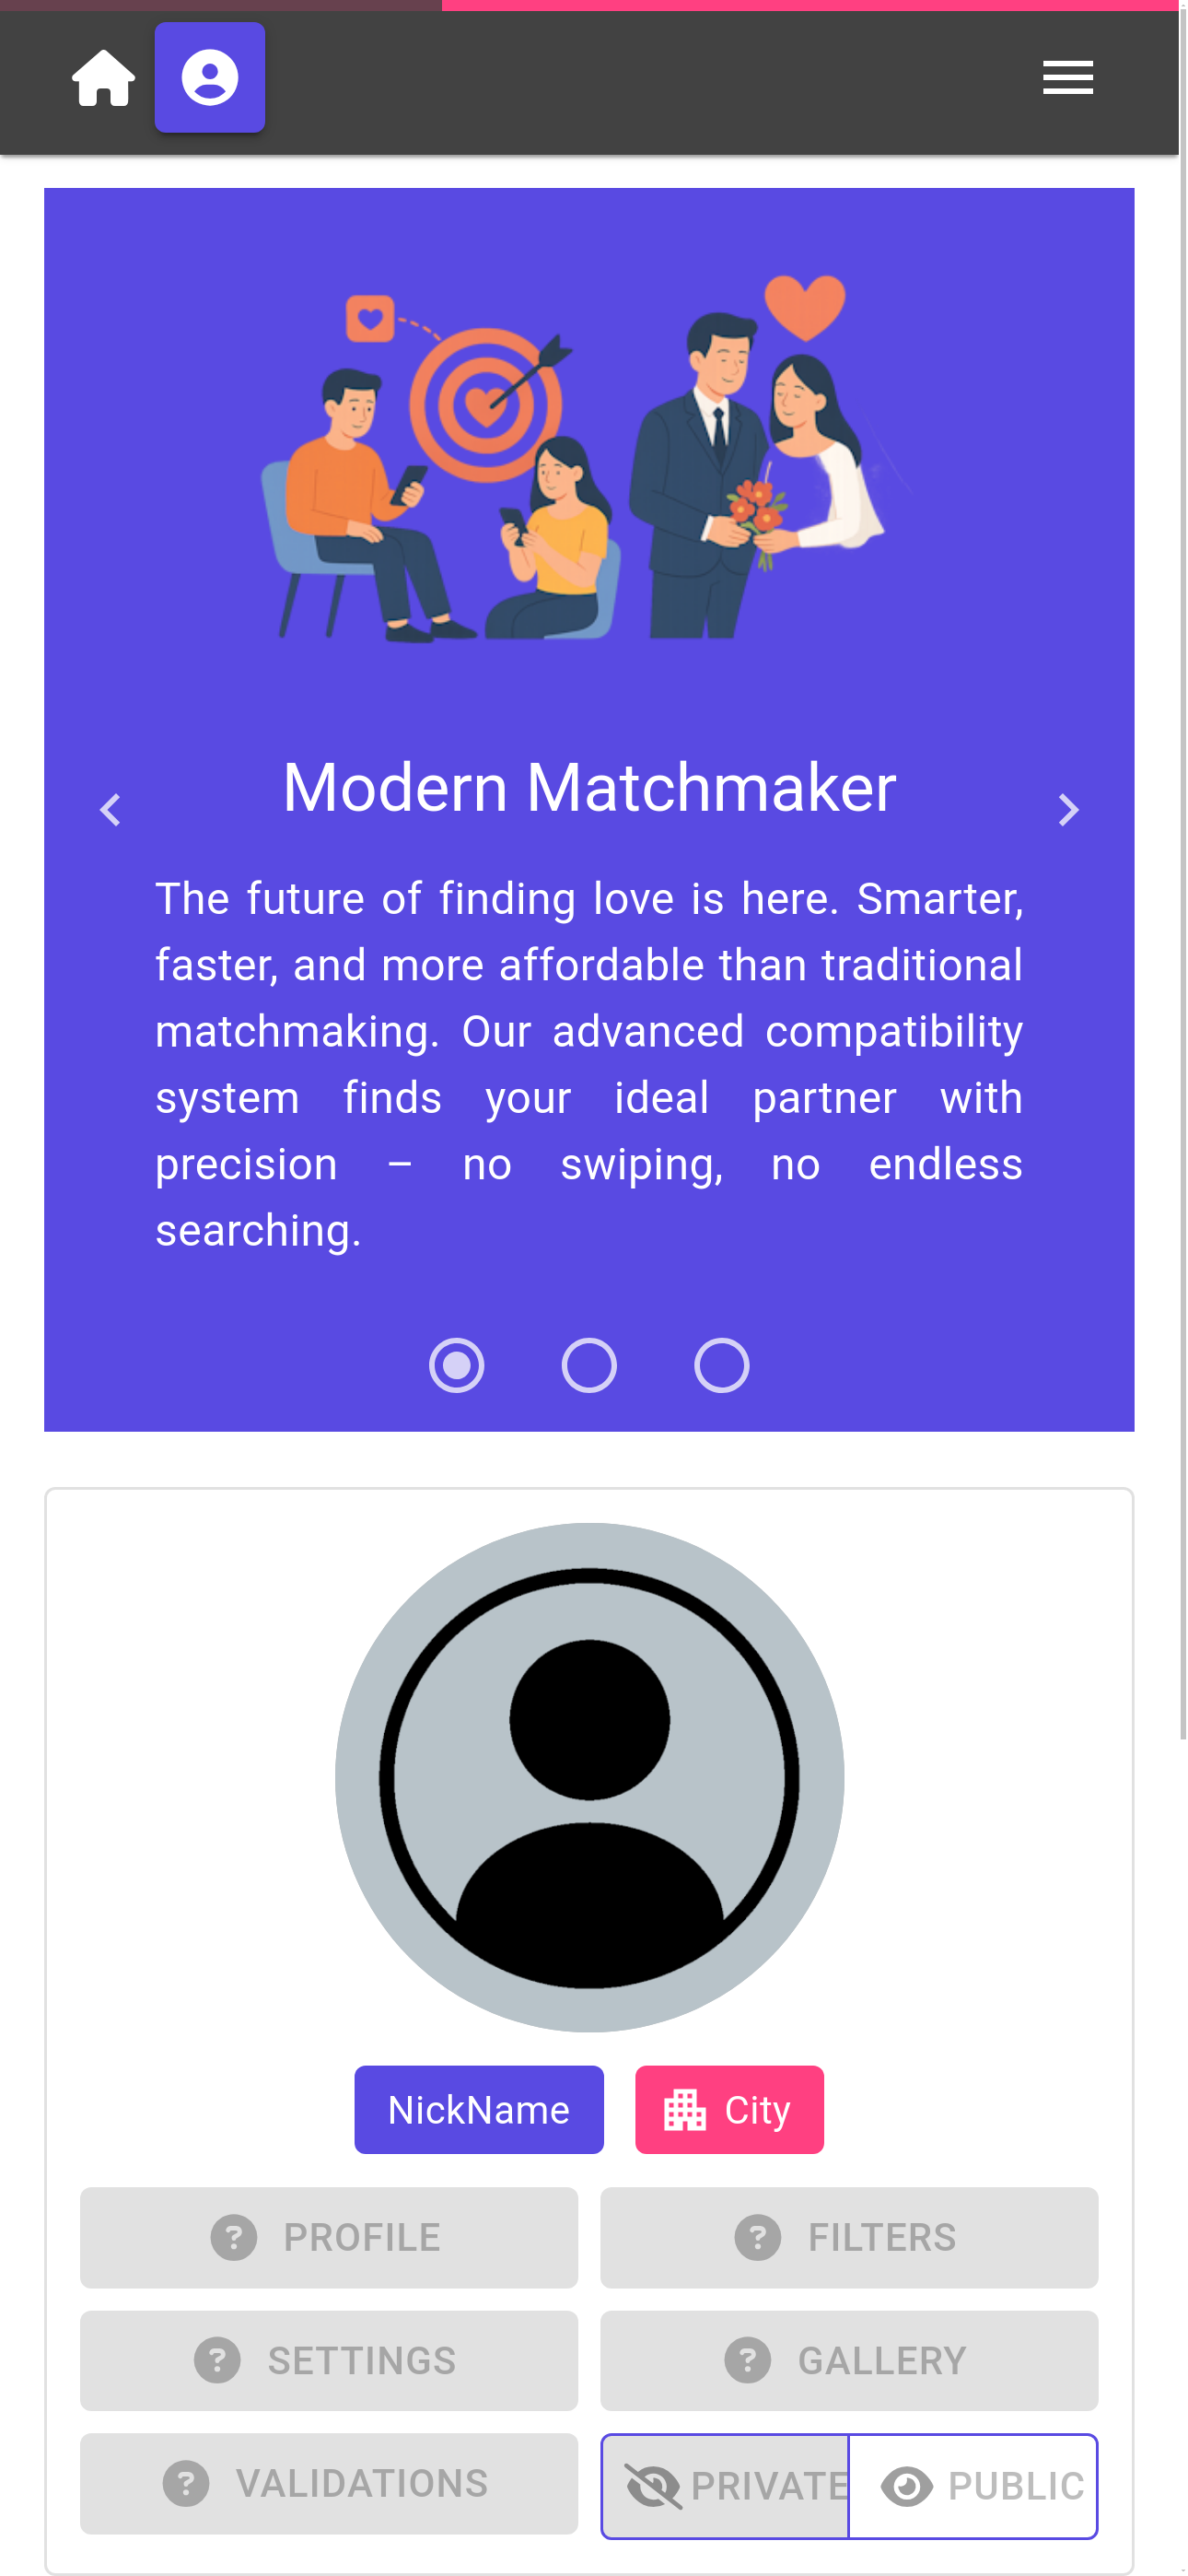 Modern Matchmaker
The future of finding love is here. Smarter,
faster, and more affordable than traditional
matchmaking. Our advanced compatibility
system finds your ideal partner with
precision – no swiping, no endless
searching.
NickName
City
PROFILE
FILTERS
SETTINGS
GALLERY
VALIDATIONS
PRIVATE
PUBLIC